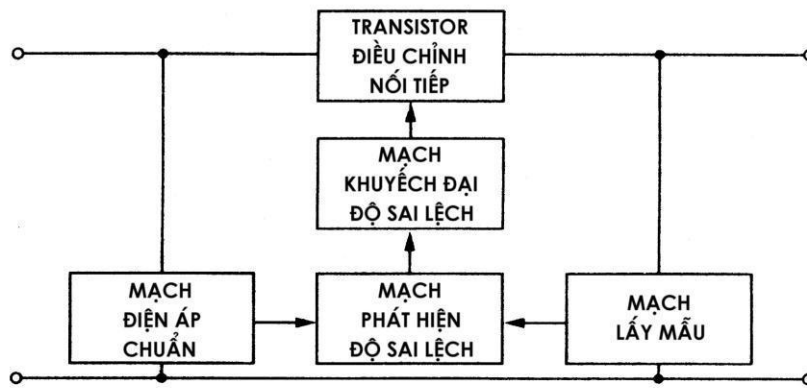 TRANSISTOR
ĐIỀU CHỈNH
NỐI TIẾP
MẠCH
KHUYẾCH ĐẠI
ĐỘ SAI LỆCH
MẠCH
ĐIỆN ÁP
CHUẨN
MẠCH
PHÁT HIỆN
ĐỘ SAI LỆCH
MẠCH
LẤY MẪU